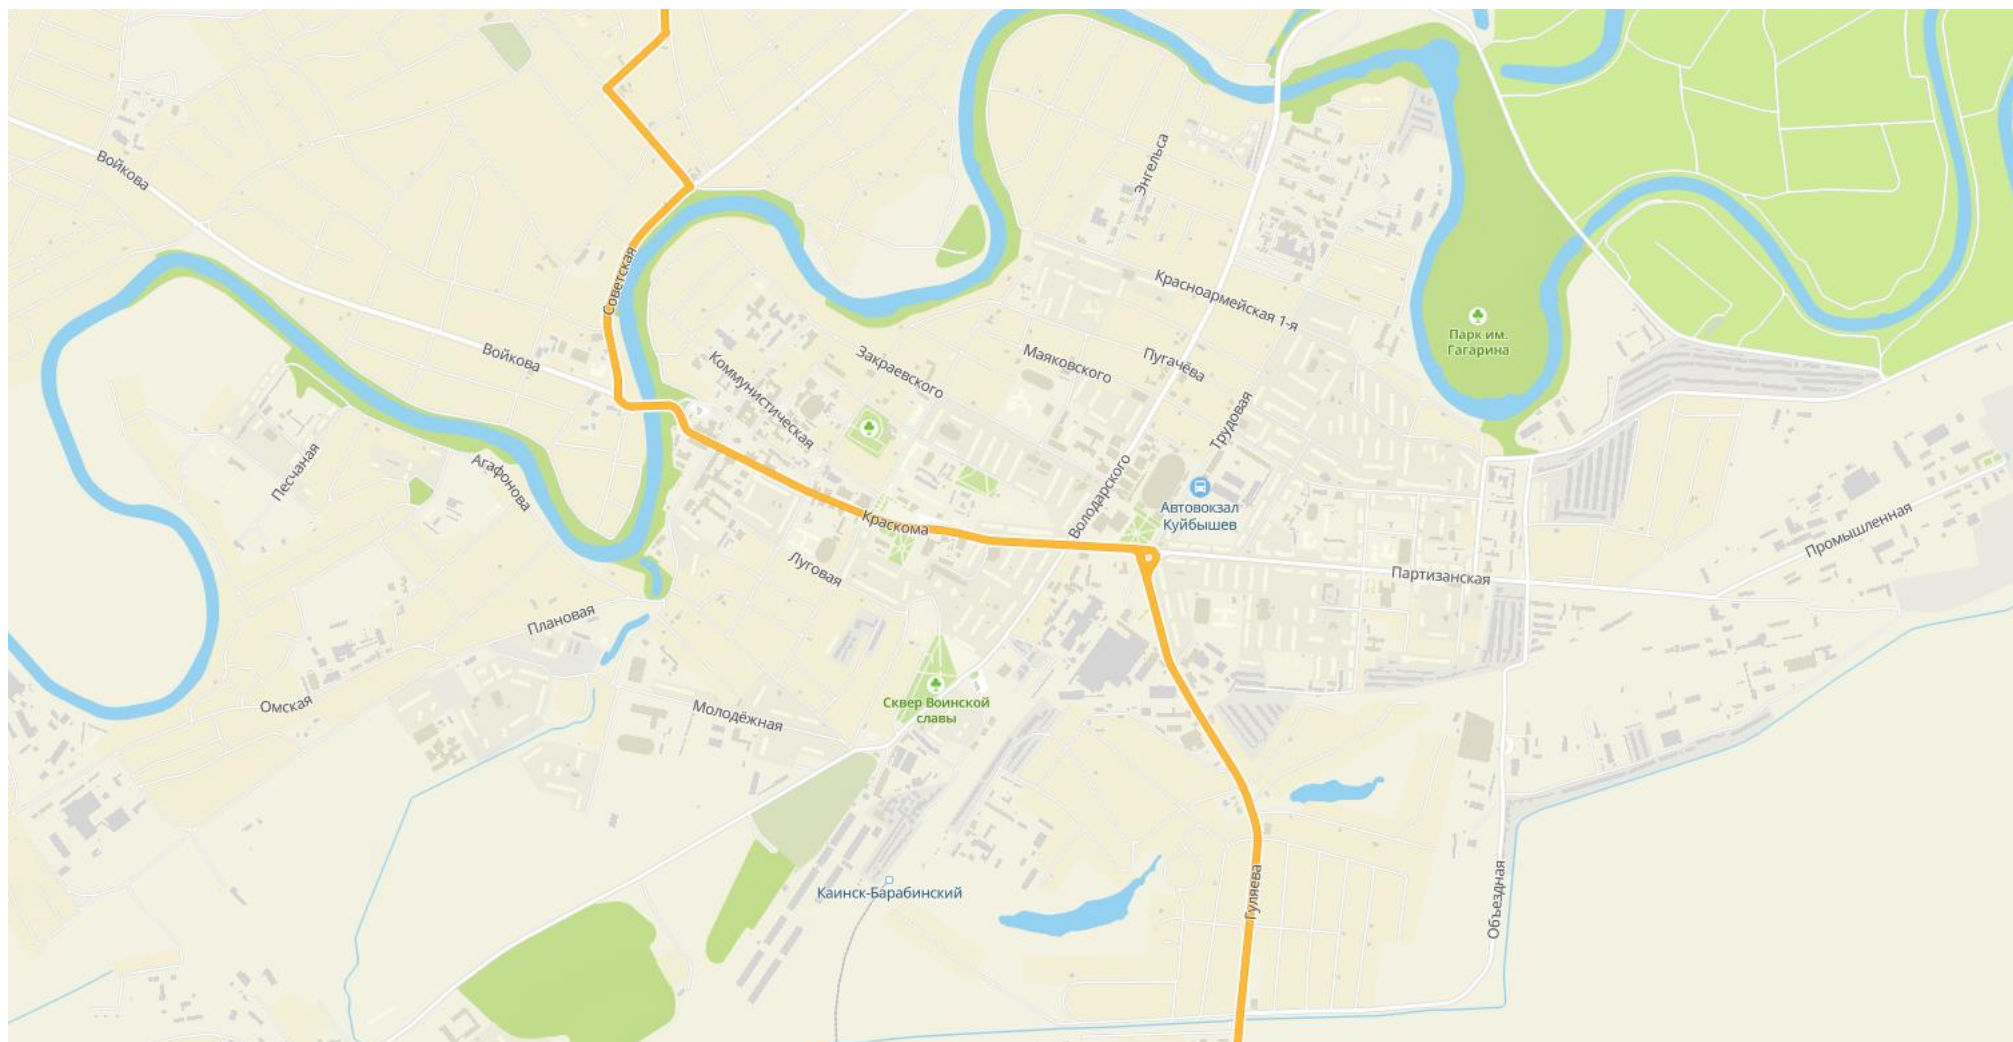 Войкова
Энгельса
Советская
Красноармейская 1-я
Парк им.
Гагарина
Войкова
Коммунистическая
Закраевского
Маяковского
Пугачёва
Трудовая
Песчаная
Агафонова
Володарского
Автовокзал
Куйбышев
Краскома
Промышленная
Луговая
Партизанская
Плановая
Омская
Молодёжная
Сквер Воинской
славы
Каинск-Барабинский
Гуляева
Объездная